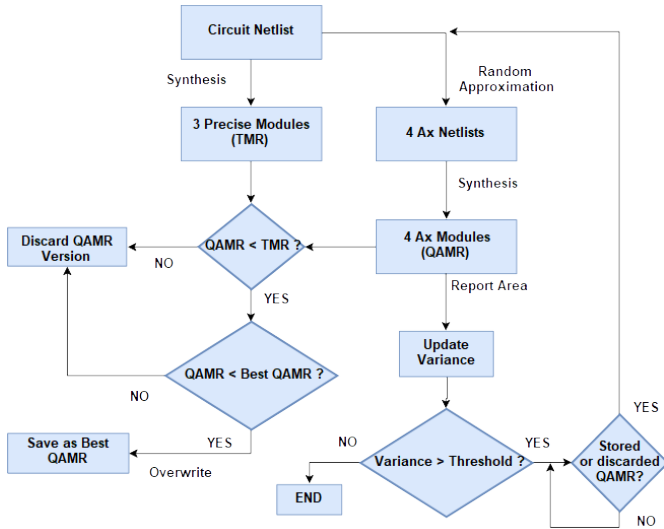 Circuit Netlist
Synthesis
Random
Approximation
3 Precise Modules
(TMR)
4 Ax Netlists
Synthesis
Discard QAMR
Version
QAMR < TMR ?
4 Ax Modules
(QAMR)
NO
YES
Report Area
Update
Variance
QAMR < Best QAMR ?
NO
YES
Save as Best
QAMR
YES
Overwrite
NO
Variance > Threshold ?
YES
Stored
or discarded
QAMR?
END
NO